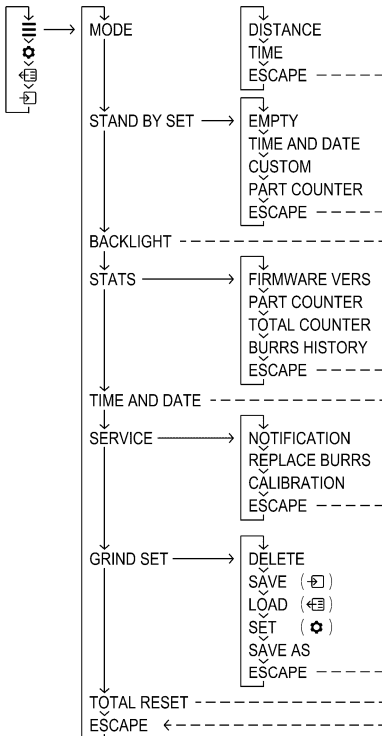 MODE
DISTANCE
TIME
ESCAPE
STAND BY SET
EMPTY
TIME AND DATE
CUSTOM
PART COUNTER
ESCAPE
BACKLIGHT
STATS
FIRMWARE VERS
PART COUNTER
TOTAL COUNTER
BURRS HISTORY
ESCAPE
TIME AND DATE
SERVICE
NOTIFICATION
REPLACE BURRS
CALIBRATION
ESCAPE
GRIND SET
DELETE
SAVE ( )
LOAD ( )
SET ( )
SAVE AS
ESCAPE
TOTAL RESET
ESCAPE